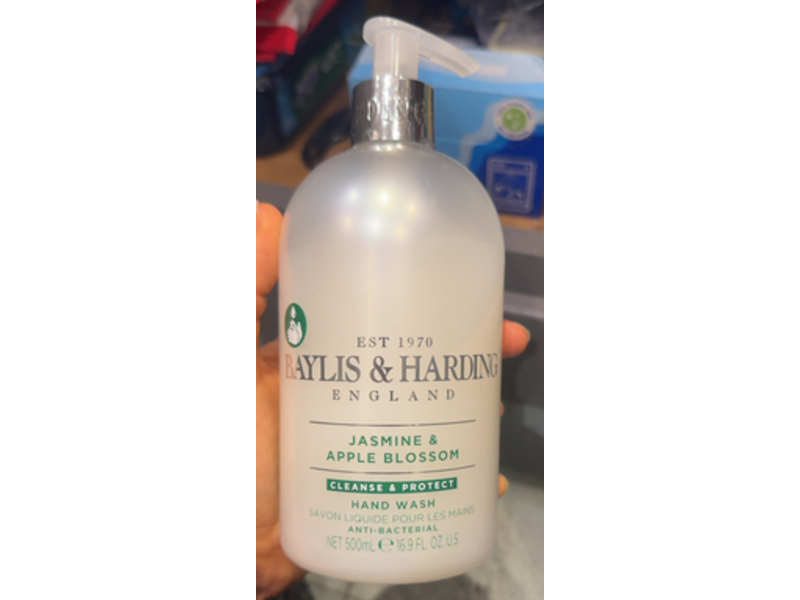 EST 1970
BAYLIS & HARDING
ENGLAND
JASMINE &
APPLE BLOSSOM
CLEANSE & PROTECT
HAND WASH
SAVON LIQUIDE POUR LES MAINS
ANTI-BACTERIAL
NET 500mL ℮ 16.9 FL. OZ. U.S.